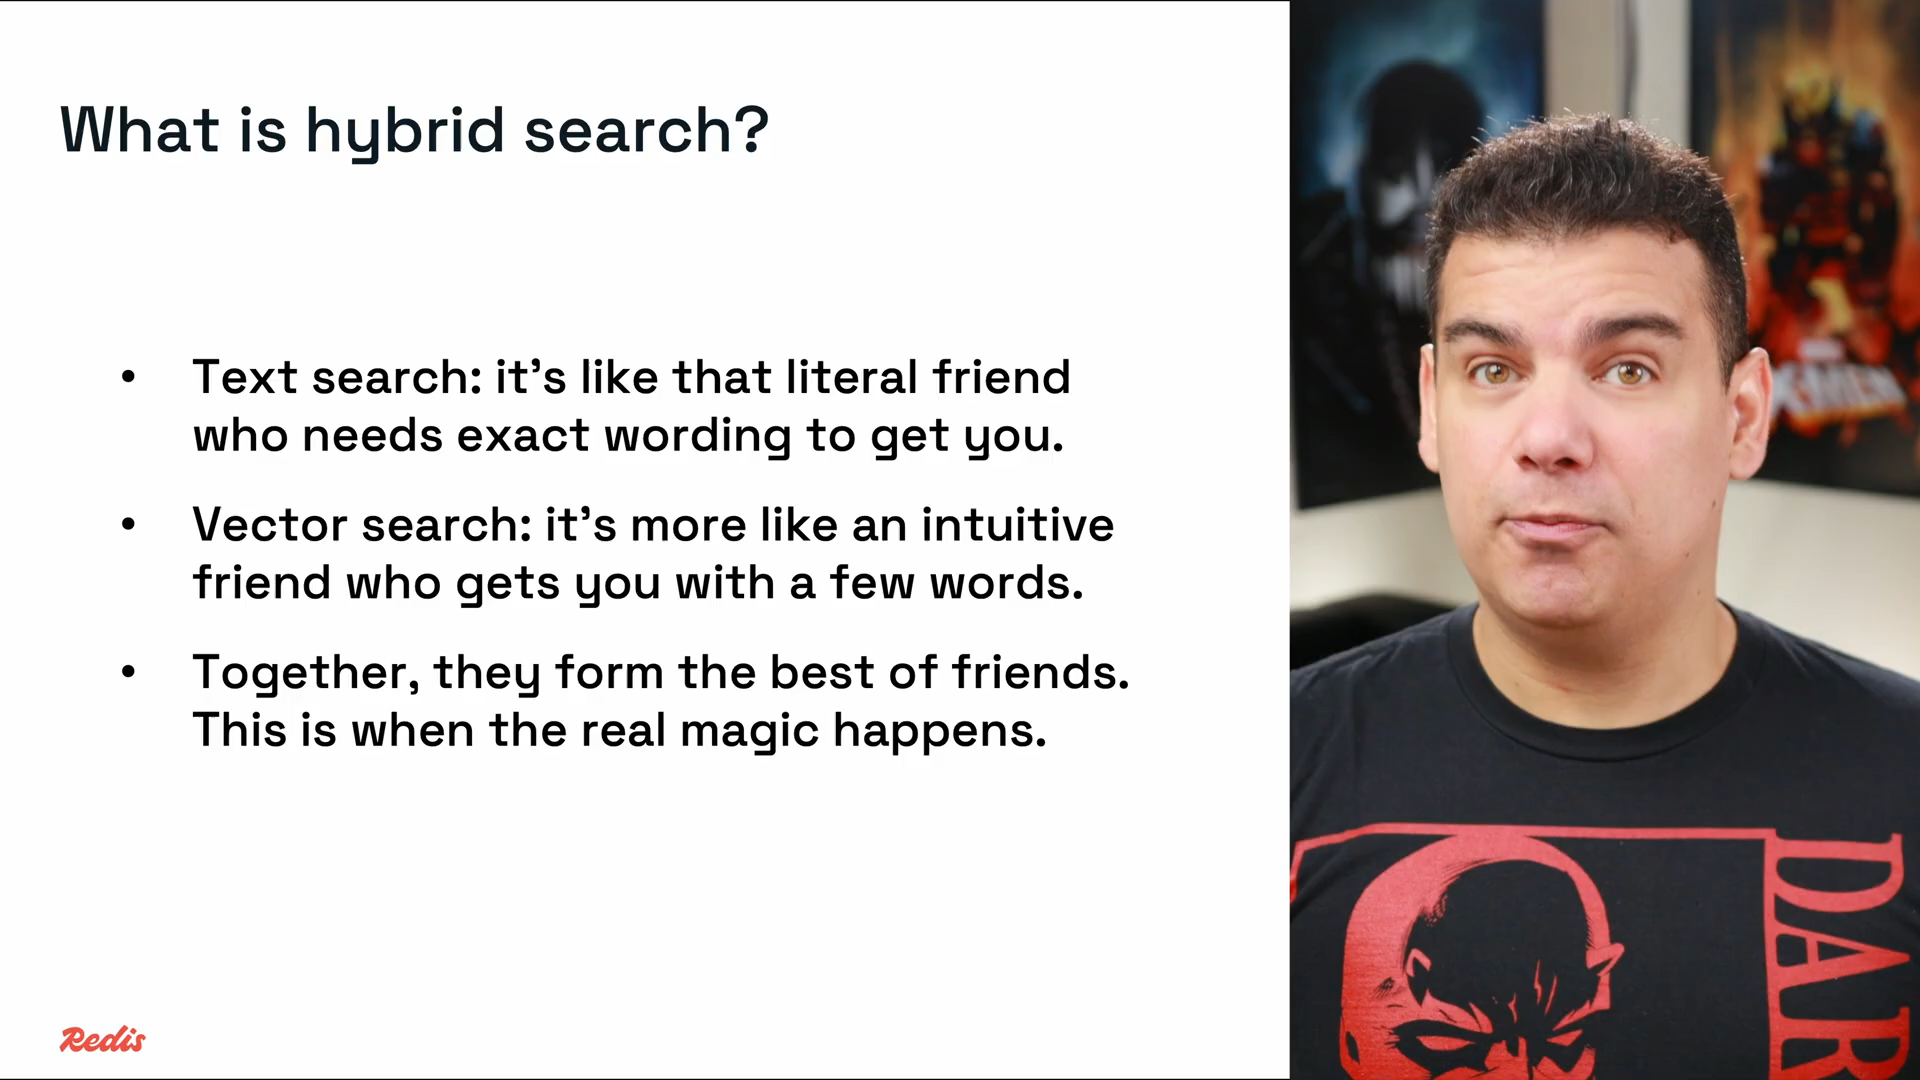 What is hybrid search?
• Text search: it’s like that literal friend
who needs exact wording to get you.
• Vector search: it’s more like an intuitive
friend who gets you with a few words.
• Together, they form the best of friends.
This is when the real magic happens.
Redis
X-MEN
DAR